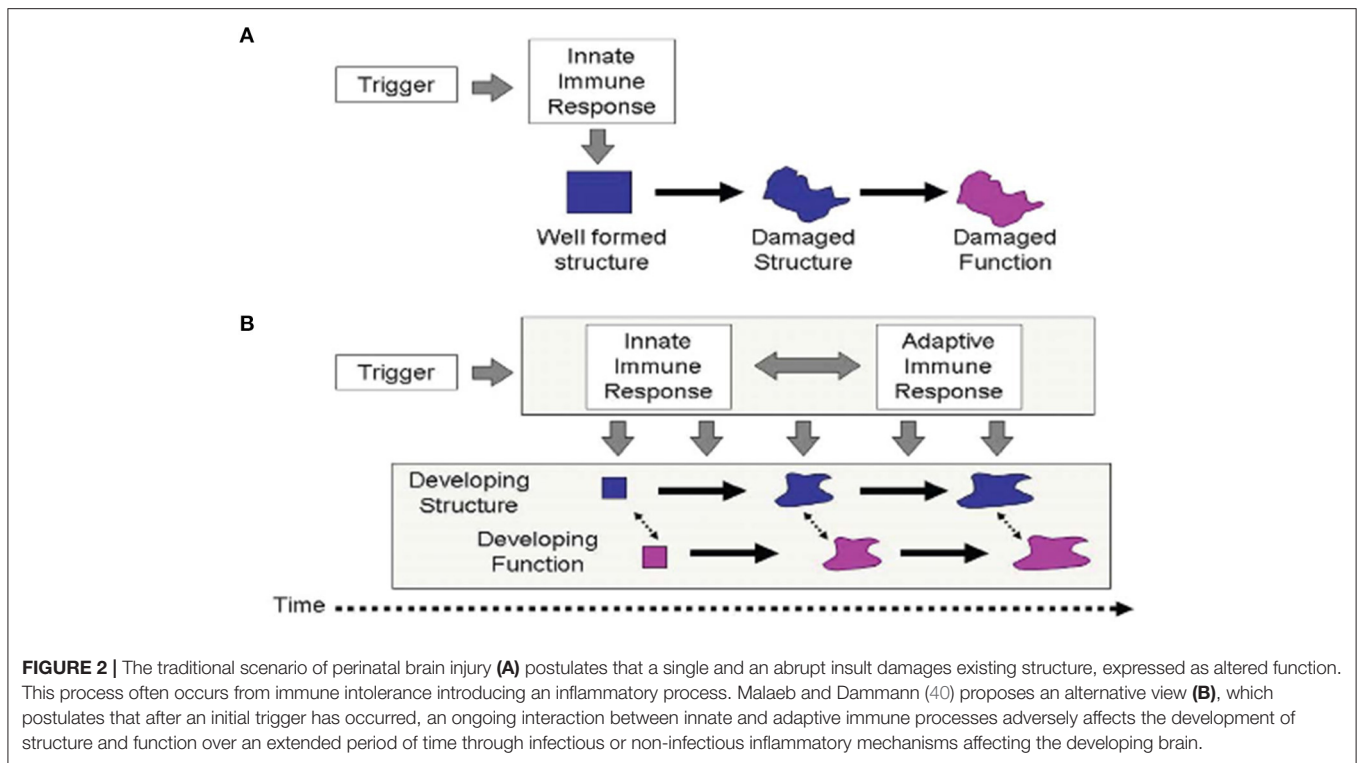 A
Trigger
Innate
Immune
Response
Well formed
structure
Damaged
Structure
Damaged
Function
B
Trigger
Innate
Immune
Response
Adaptive
Immune
Response
Developing
Structure
Developing
Function
Time
FIGURE 2 | The traditional scenario of perinatal brain injury (A) postulates that a single and an abrupt insult damages existing structure, expressed as altered function.
This process often occurs from immune intolerance introducing an inflammatory process. Malaeb and Dammann (40) proposes an alternative view (B), which
postulates that after an initial trigger has occurred, an ongoing interaction between innate and adaptive immune processes adversely affects the development of
structure and function over an extended period of time through infectious or non-infectious inflammatory mechanisms affecting the developing brain.